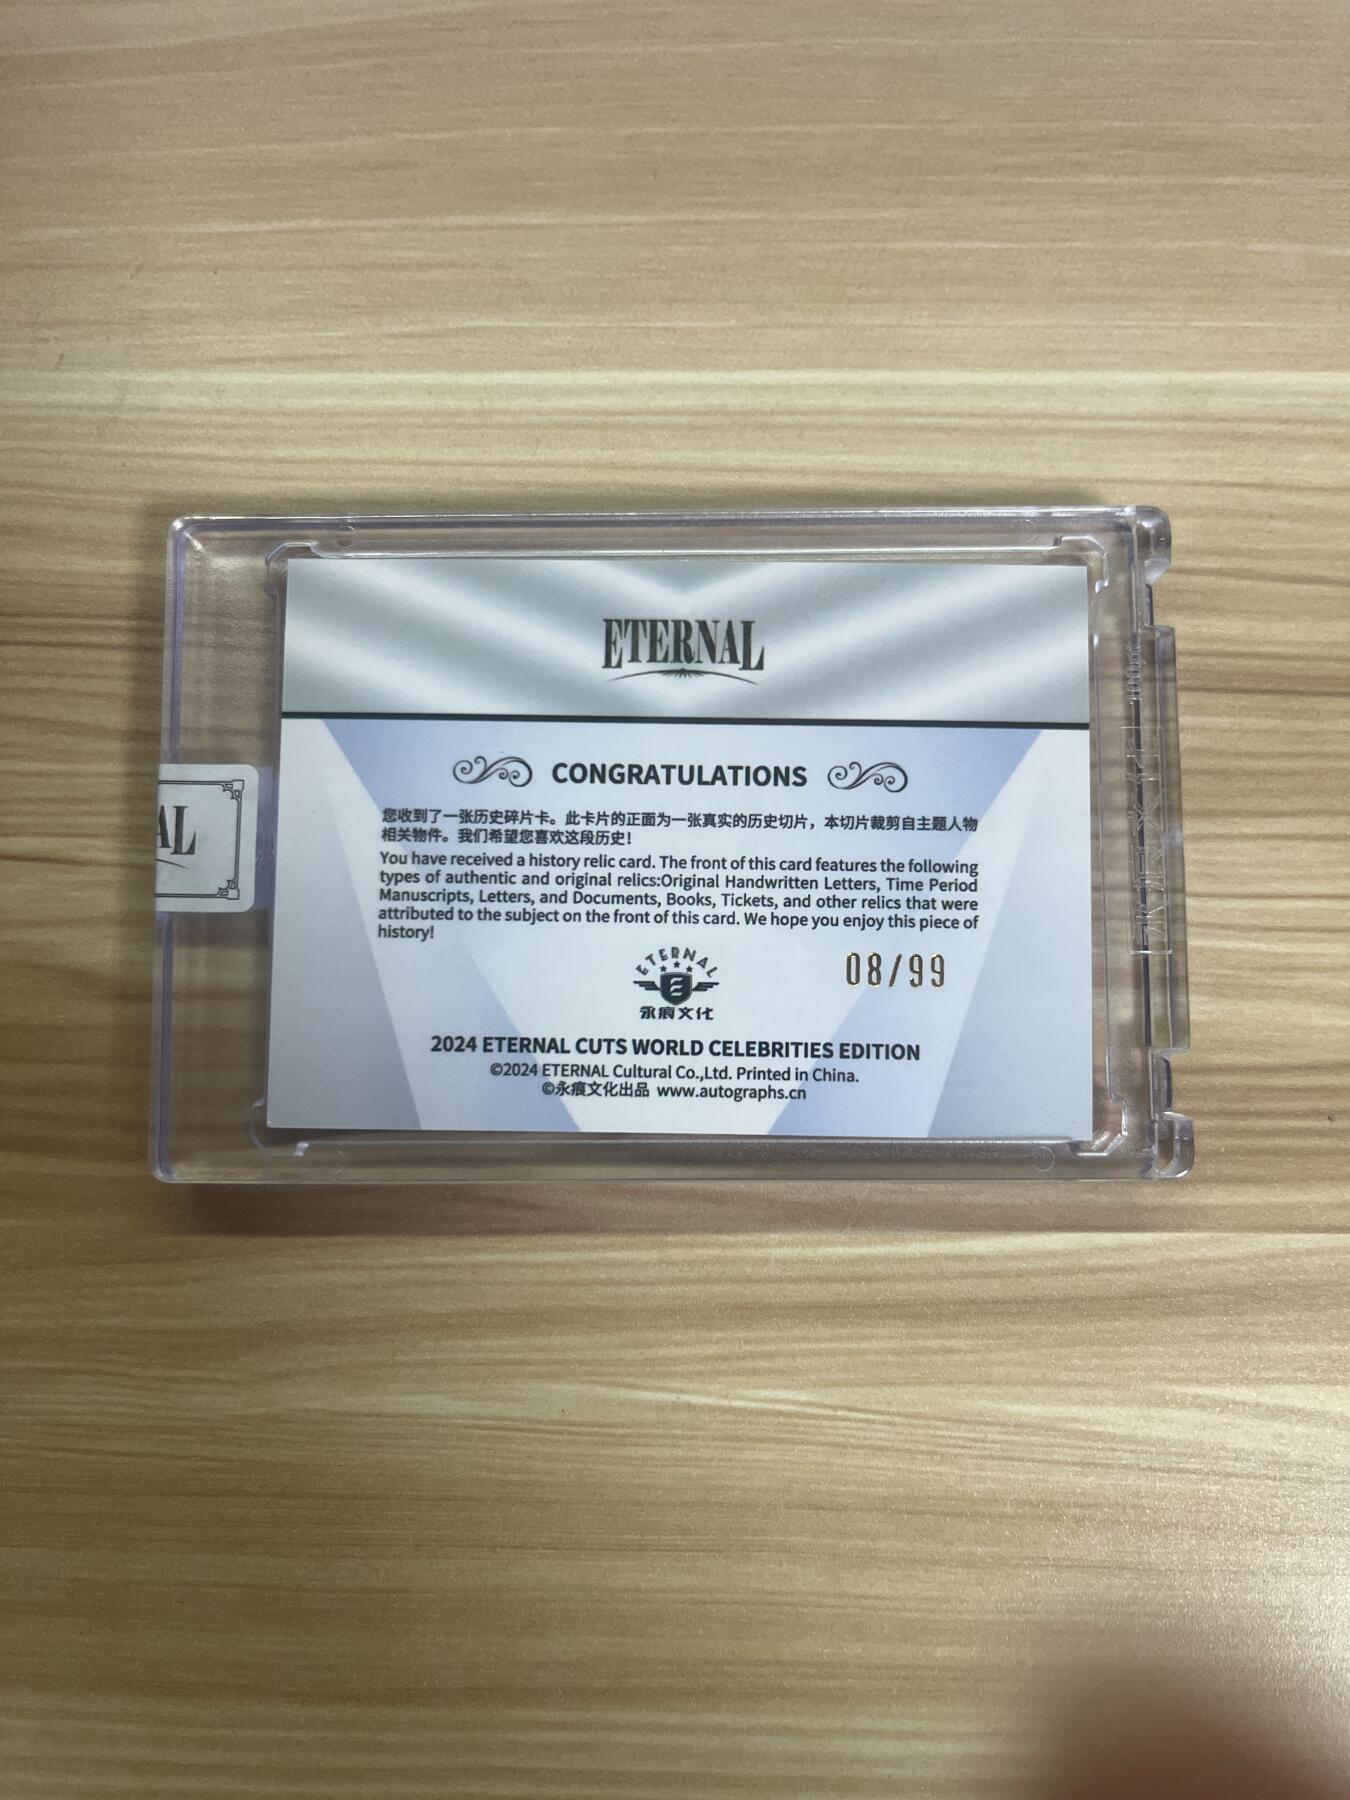 ETERNAL
CONGRATULATIONS
您收到了一张历史碎片卡。此卡片的正面为一张真实的历史切片，本切片裁剪自主题人物
相关物件。我们希望您喜欢这段历史！
You have received a history relic card. The front of this card features the following
types of authentic and original relics:Original Handwritten Letters, Time Period
Manuscripts, Letters, and Documents, Books, Tickets, and other relics that were
attributed to the subject on the front of this card. We hope you enjoy this piece of
history!
AL
ETERNAL
E
永痕文化
08/99
2024 ETERNAL CUTS WORLD CELEBRITIES EDITION
©2024 ETERNAL Cultural Co.,Ltd. Printed in China.
©永痕文化出品 www.autographs.cn
永痕文化